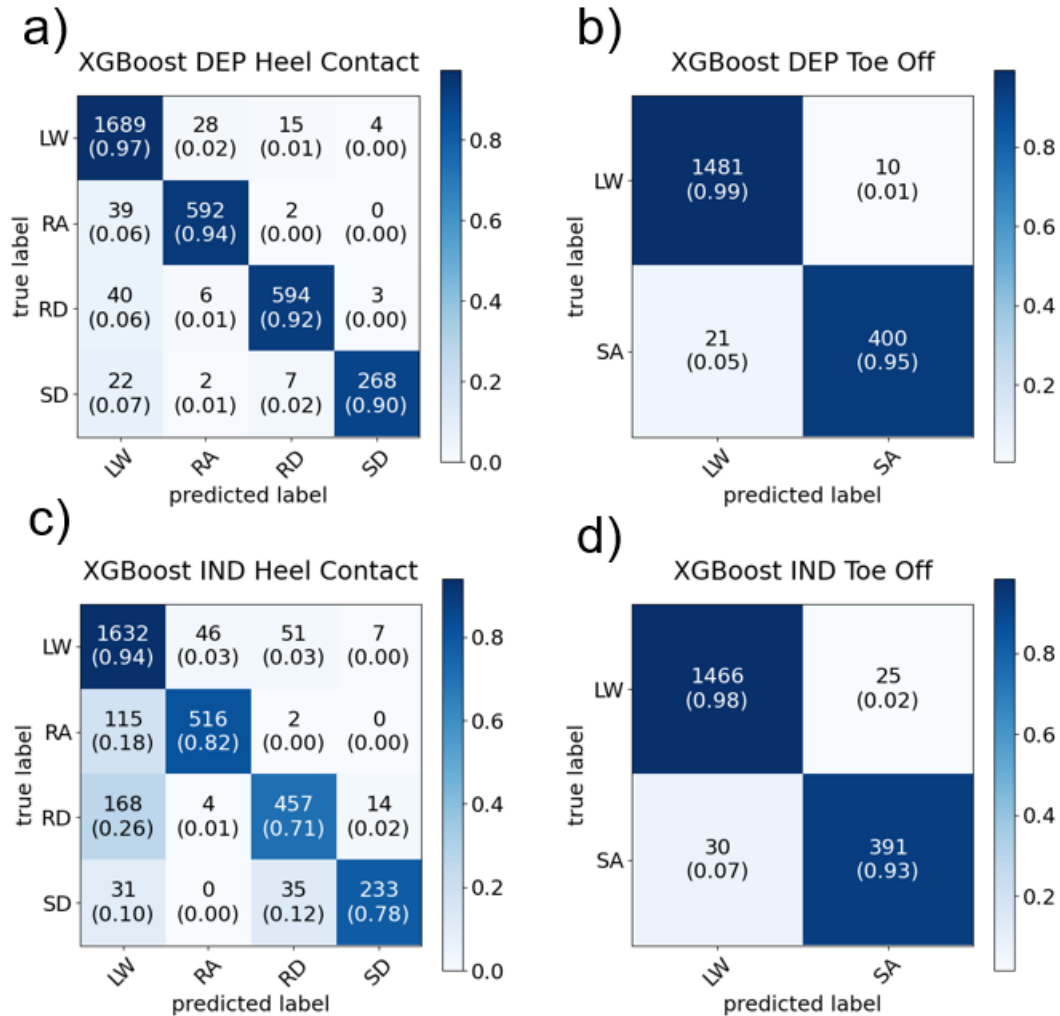 a)
XGBoost DEP Heel Contact
true label
LW 1689 28 15 4
(0.97) (0.02) (0.01) (0.00)
RA 39 592 2 0
(0.06) (0.94) (0.00) (0.00)
RD 40 6 594 3
(0.06) (0.01) (0.92) (0.00)
SD 22 2 7 268
(0.07) (0.01) (0.02) (0.90)
LW RA RD SD
predicted label
0.8
0.6
0.4
0.2
0.0
b)
XGBoost DEP Toe Off
true label
LW 1481 10
(0.99) (0.01)
SA 21 400
(0.05) (0.95)
LW SA
predicted label
0.8
0.6
0.4
0.2
c)
XGBoost IND Heel Contact
true label
LW 1632 46 51 7
(0.94) (0.03) (0.03) (0.00)
RA 115 516 2 0
(0.18) (0.82) (0.00) (0.00)
RD 168 4 457 14
(0.26) (0.01) (0.71) (0.02)
SD 31 0 35 233
(0.10) (0.00) (0.12) (0.78)
LW RA RD SD
predicted label
0.8
0.6
0.4
0.2
0.0
d)
XGBoost IND Toe Off
true label
LW 1466 25
(0.98) (0.02)
SA 30 391
(0.07) (0.93)
LW SA
predicted label
0.8
0.6
0.4
0.2